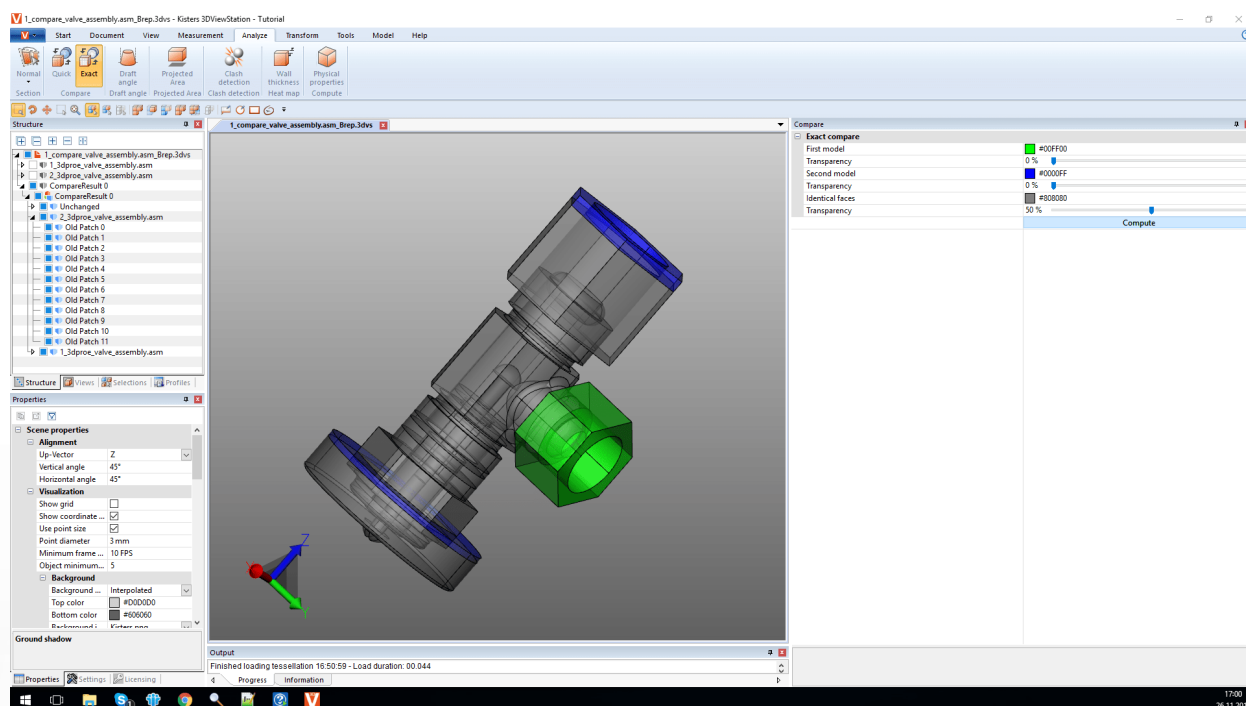 1_compare_valve_assembly.asm_Brep.3dvs - Kisters 3DViewStation - Tutorial
V Start Document View Measurement Analyze Transform Tools Model Help
Normal Quick Exact Draft angle Projected Area Clash detection Wall thickness Physical properties
Section Compare Draft angle Projected Area Clash detection Heat map Compute
Structure
1_compare_valve_assembly.asm_Brep.3dvs
1_3dproe_valve_assembly.asm
2_3dproe_valve_assembly.asm
CompareResult 0
CompareResult 0
Unchanged
2_3dproe_valve_assembly.asm
Old Patch 0
Old Patch 1
Old Patch 2
Old Patch 3
Old Patch 4
Old Patch 5
Old Patch 6
Old Patch 7
Old Patch 8
Old Patch 9
Old Patch 10
Old Patch 11
1_3dproe_valve_assembly.asm
Structure Views Selections Profiles
Properties
Scene properties
Alignment
Up-Vector Z
Vertical angle 45°
Horizontal angle 45°
Visualization
Show grid
Show coordinate ...
Use point size
Point diameter 3 mm
Minimum frame ... 10 FPS
Object minimum... 5
Background
Background ... Interpolated
Top color #D0D0D0
Bottom color #606060
Background i... Kisters.png
Ground shadow
Properties Settings Licensing
1_compare_valve_assembly.asm_Brep.3dvs
Z
Y
Output
Finished loading tessellation 16:50:59 - Load duration: 00.044
Progress Information
Compare
Exact compare
First model #00FF00
Transparency 0 %
Second model #0000FF
Transparency 0 %
Identical faces #808080
Transparency 50 %
Compute
17:00